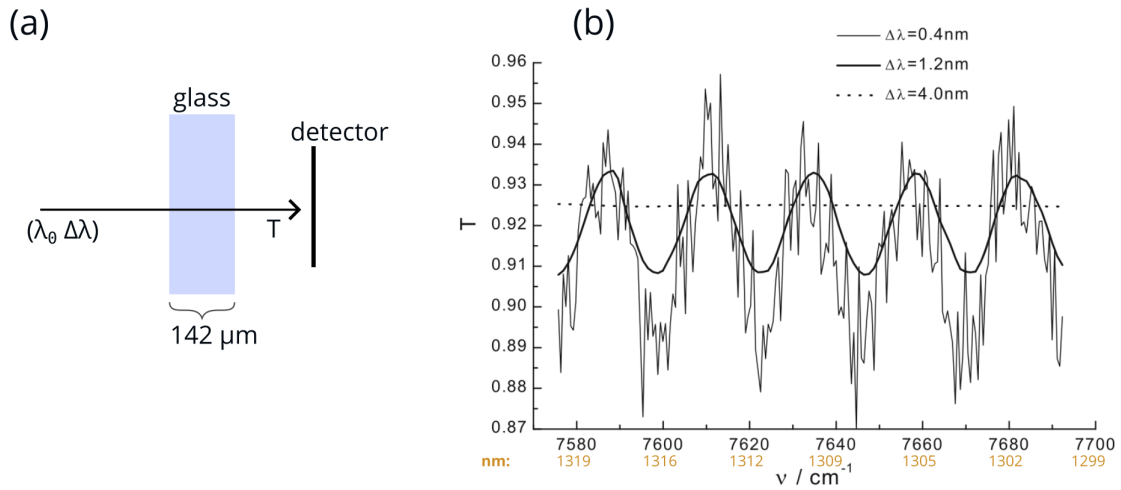 (a)
glass
detector
(λ₀ Δλ)
T
142 μm
(b)
Δλ=0.4nm
Δλ=1.2nm
Δλ=4.0nm
0.96
0.95
0.94
0.93
0.92
0.91
0.90
0.89
0.88
0.87
T
7580 7600 7620 7640 7660 7680 7700
nm: 1319 1316 1312 1309 1305 1302 1299
ν / cm⁻¹